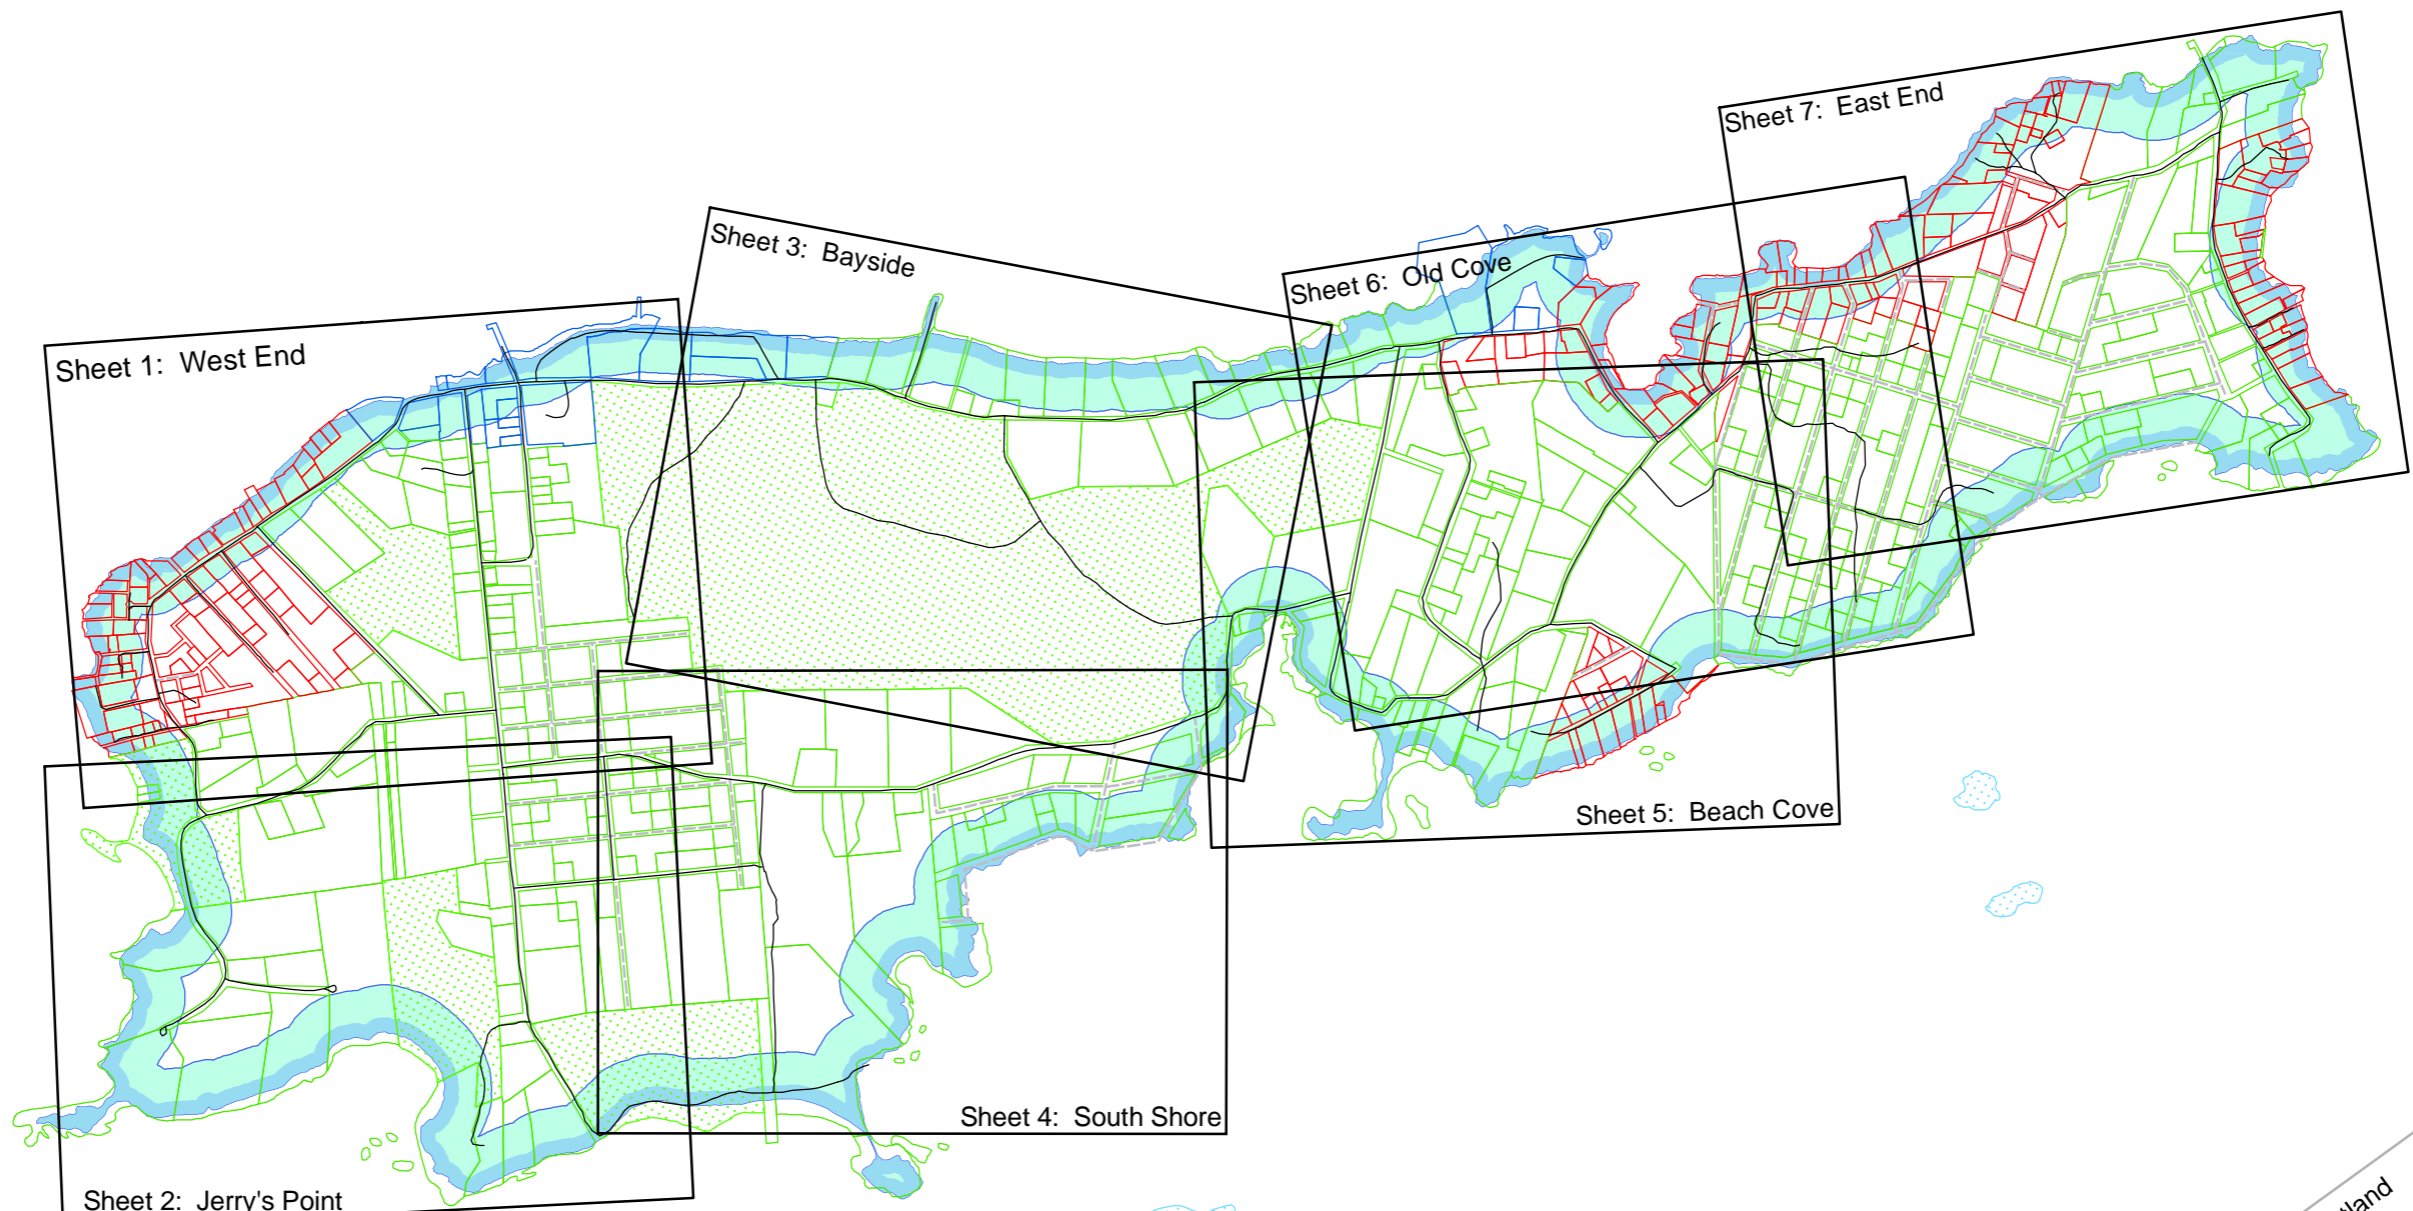 Sheet 7:  East End
Sheet 3:  Bayside
Sheet 6:  Old Cove
Sheet 1:  West End
Sheet 5:  Beach Cove
Sheet 4:  South Shore
Sheet 2:  Jerry's Point